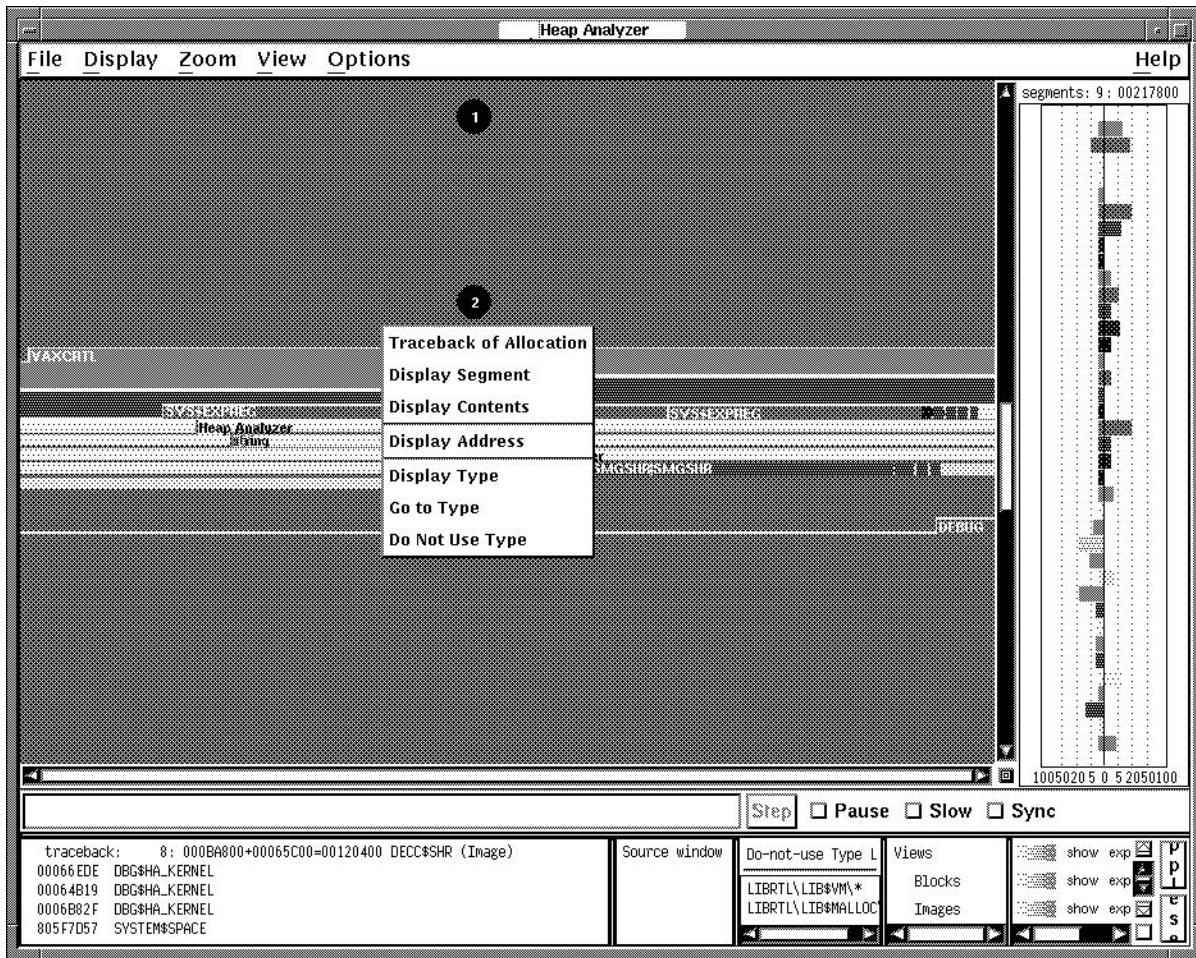 Heap Analyzer
File Display Zoom View Options Help
segments: 9: 00217800
1
2
Traceback of Allocation
VAXCRTL
Display Segment
Display Contents
SYS$EXPREG
SYS$EXPREG
Heap Analyzer
Display Address
SMGSHR SMGSHR
Display Type
Go to Type
DEBUG
Do Not Use Type
1005020 5 0 5 2050100
Step Pause Slow Sync
traceback: 8: 000BA800+00065C00=00120400 DECC$SHR (Image)
00066EDE DBG$HA_KERNEL
00064B19 DBG$HA_KERNEL
0006B82F DBG$HA_KERNEL
805F7D57 SYSTEM$SPACE
Source window
Do-not-use Type L
LIBRTL\LIB$VM\*
LIBRTL\LIB$MALLOC
Views
Blocks
Images
show exp
show exp
show exp